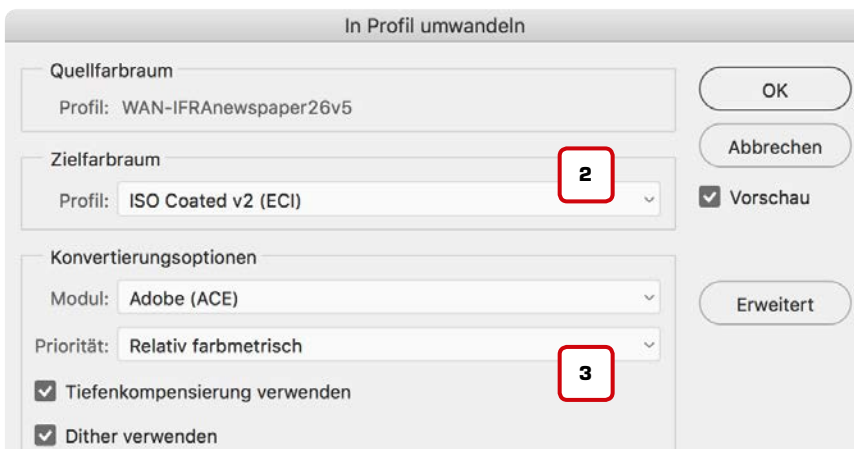 In Profil umwandeln
Quellfarbraum
Profil: WAN-IFRAnewspaper26v5
OK
Abbrechen
Zielfarbraum
2
Profil: ISO Coated v2 (ECI)
Vorschau
Konvertierungsoptionen
Modul: Adobe (ACE)
Erweitert
Priorität: Relativ farbmetrisch
3
Tiefenkompensierung verwenden
Dither verwenden